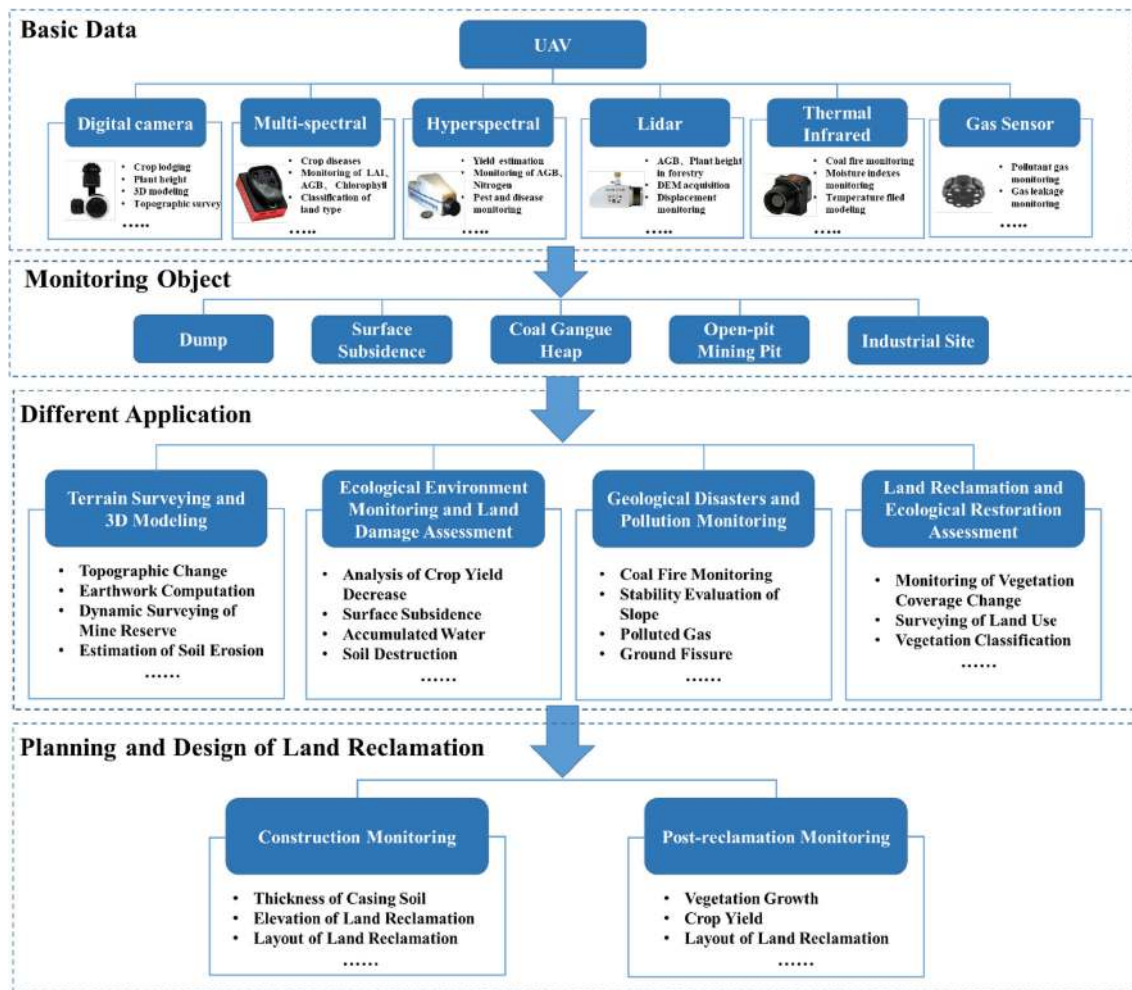 Basic Data
UAV
Digital camera
• Crop lodging
• Plant height
• 3D modeling
• Topographic survey
•••••
Multi-spectral
• Crop diseases
• Monitoring of LAI、
AGB、 Chlorophyll
• Classification of
land type
•••••
Hyperspectral
• Yield estimation
• Monitoring of AGB、
Nitrogen
• Pest and disease
monitoring
•••••
Lidar
• AGB、Plant height
in forestry
• DEM acquisition
• Displacement
monitoring
•••••
Thermal
Infrared
• Coal fire monitoring
• Moisture indexes
monitoring
• Temperature filed
modeling
•••••
Gas Sensor
• Pollutant gas
monitoring
• Gas leakage
monitoring
•••••
Monitoring Object
Dump
Surface
Subsidence
Coal Gangue
Heap
Open-pit
Mining Pit
Industrial Site
Different Application
Terrain Surveying and
3D Modeling
• Topographic Change
• Earthwork Computation
• Dynamic Surveying of
Mine Reserve
• Estimation of Soil Erosion
……
Ecological Environment
Monitoring and Land
Damage Assessment
• Analysis of Crop Yield
Decrease
• Surface Subsidence
• Accumulated Water
• Soil Destruction
……
Geological Disasters and
Pollution Monitoring
• Coal Fire Monitoring
• Stability Evaluation of
Slope
• Polluted Gas
• Ground Fissure
……
Land Reclamation and
Ecological Restoration
Assessment
• Monitoring of Vegetation
Coverage Change
• Surveying of Land Use
• Vegetation Classification
……
Planning and Design of Land Reclamation
Construction Monitoring
• Thickness of Casing Soil
• Elevation of Land Reclamation
• Layout of Land Reclamation
……
Post-reclamation Monitoring
• Vegetation Growth
• Crop Yield
• Layout of Land Reclamation
……